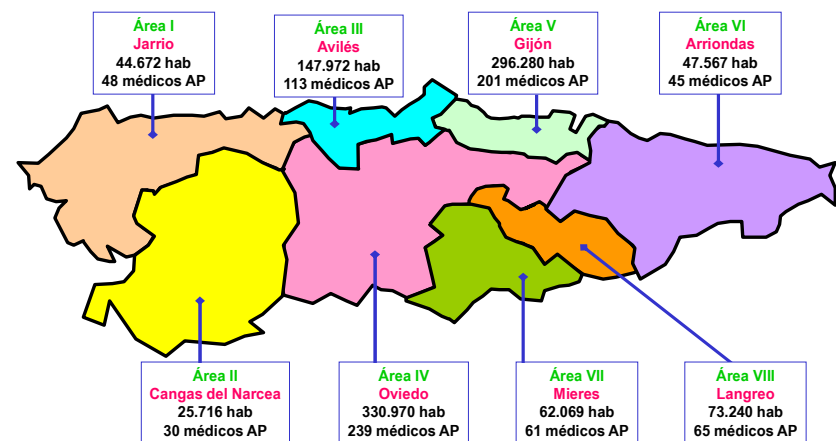 Área I
Jarrio
44.672 hab
48 médicos AP
Área III
Avilés
147.972 hab
113 médicos AP
Área V
Gijón
296.280 hab
201 médicos AP
Área VI
Arriondas
47.567 hab
45 médicos AP
Área II
Cangas del Narcea
25.716 hab
30 médicos AP
Área IV
Oviedo
330.970 hab
239 médicos AP
Área VII
Mieres
62.069 hab
61 médicos AP
Área VIII
Langreo
73.240 hab
65 médicos AP